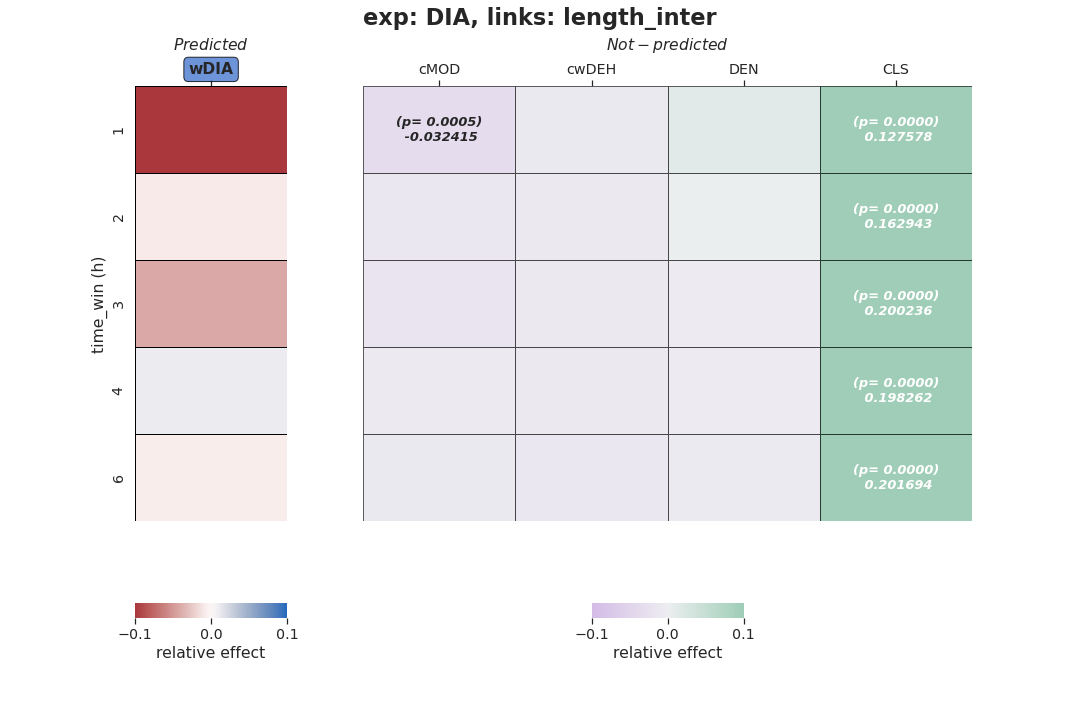 exp: DIA, links: length_inter
Predicted
Not − predicted
wDIA
cMOD
cwDEH
DEN
CLS
time_win (h)
1
(p= 0.0005)
-0.032415
(p= 0.0000)
0.127578
2
(p= 0.0000)
0.162943
3
(p= 0.0000)
0.200236
4
(p= 0.0000)
0.198262
6
(p= 0.0000)
0.201694
−0.1 0.0 0.1
relative effect
−0.1 0.0 0.1
relative effect